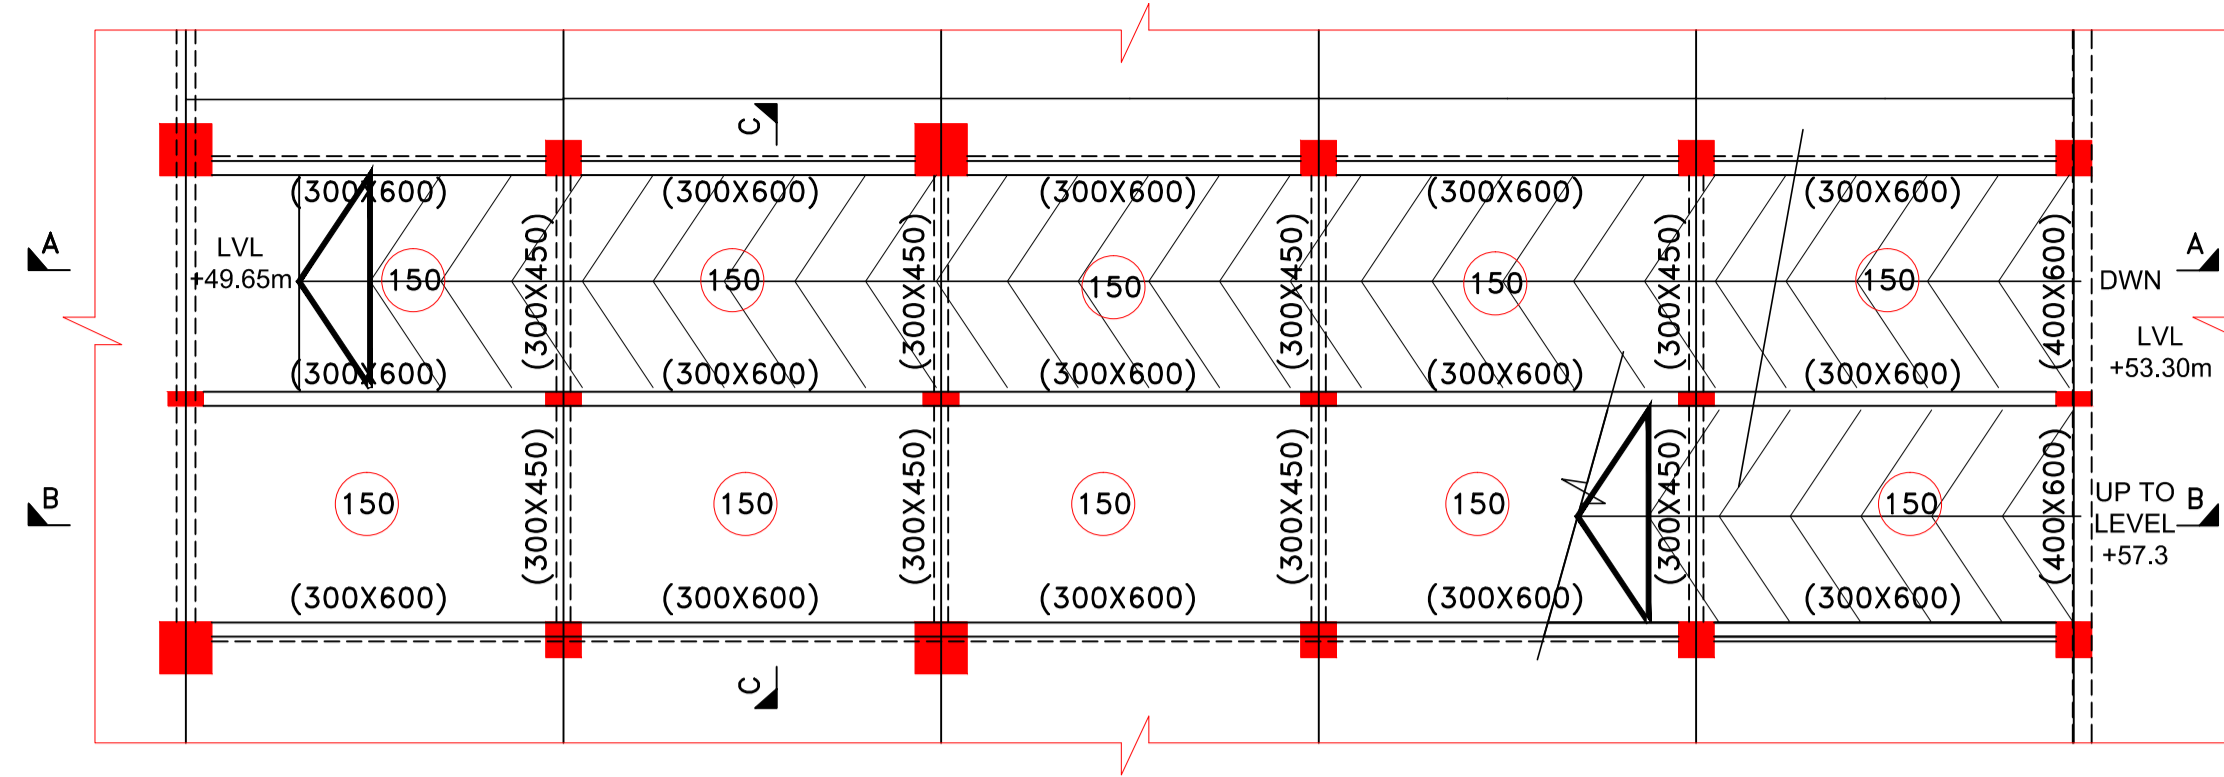 C
(300X600) (300X600) (300X600) (300X600) (300X600)
A LVL (300X450) (300X450) (300X450) (300X450) (400X600) A
+49.65m 150 150 150 150 150 DWN
LVL
+53.30m
(300X600) (300X600) (300X600) (300X600) (300X600)
B 150 (300X450) 150 (300X450) 150 (300X450) 150 (300X450) 150 (400X600) UP TO B
LEVEL
+57.3
(300X600) (300X600) (300X600) (300X600) (300X600)
C